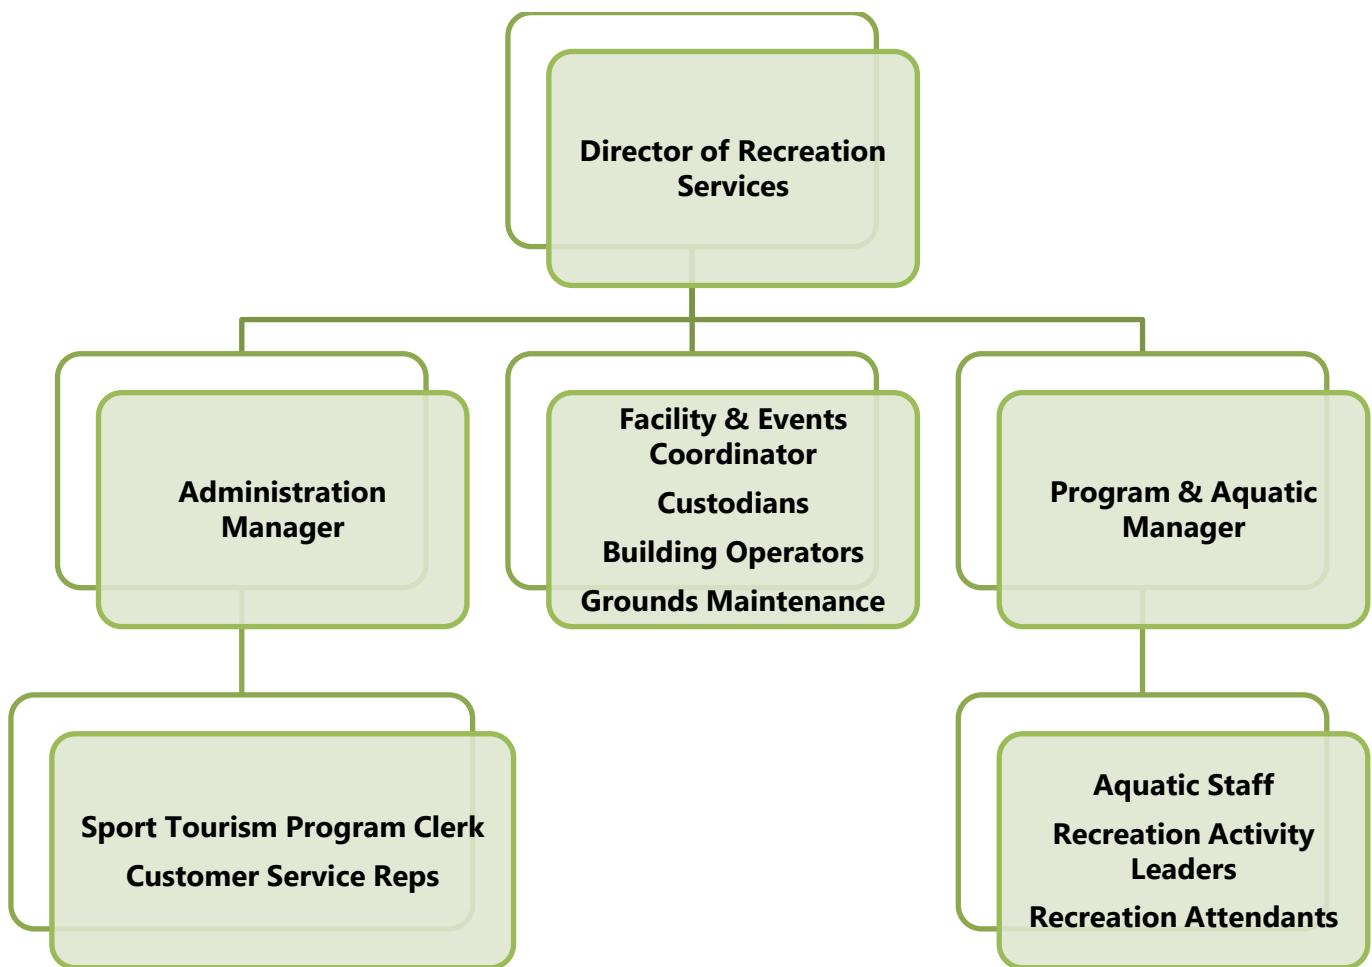 Director of Recreation
Services
Administration
Manager
Facility & Events
Coordinator
Custodians
Building Operators
Grounds Maintenance
Program & Aquatic
Manager
Sport Tourism Program Clerk
Customer Service Reps
Aquatic Staff
Recreation Activity
Leaders
Recreation Attendants